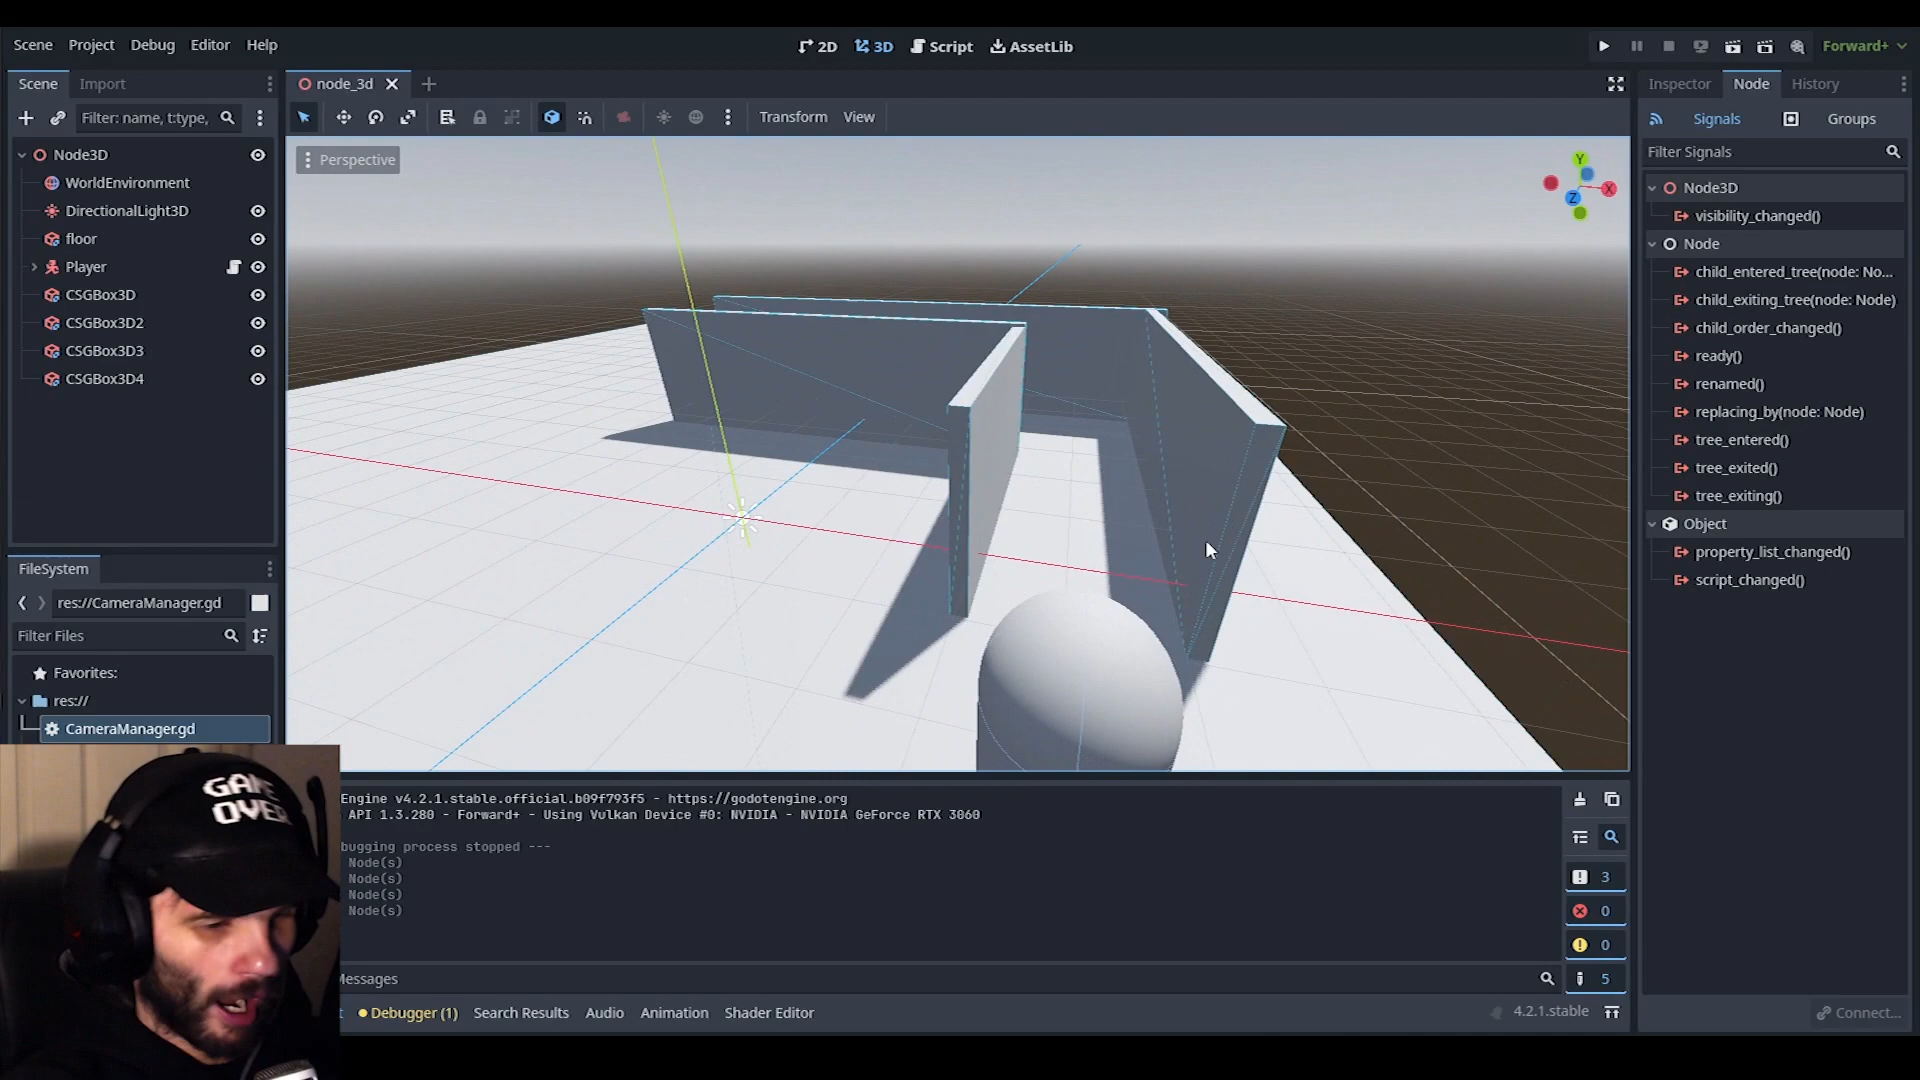 Scene Project Debug Editor Help
2D 3D Script AssetLib
Forward+
Scene Import
node_3d
Inspector Node History
Filter: name, t:type,
Transform View
Signals Groups
Perspective
Filter Signals
Y
X
Z
Node3D
WorldEnvironment
DirectionalLight3D
floor
Player
CSGBox3D
CSGBox3D2
CSGBox3D3
CSGBox3D4
Node3D
visibility_changed()
Node
child_entered_tree(node: No...
child_exiting_tree(node: Node)
child_order_changed()
ready()
renamed()
replacing_by(node: Node)
tree_entered()
tree_exited()
tree_exiting()
Object
property_list_changed()
script_changed()
FileSystem
res://CameraManager.gd
Filter Files
Favorites:
res://
CameraManager.gd
GAME
OVER
Engine v4.2.1.stable.official.b09f793f5 - https://godotengine.org
API 1.3.280 - Forward+ - Using Vulkan Device #0: NVIDIA - NVIDIA GeForce RTX 3060
bugging process stopped ---
Node(s)
Node(s)
Node(s)
Node(s)
3
0
0
5
Messages
Debugger (1) Search Results Audio Animation Shader Editor
4.2.1.stable
Connect...